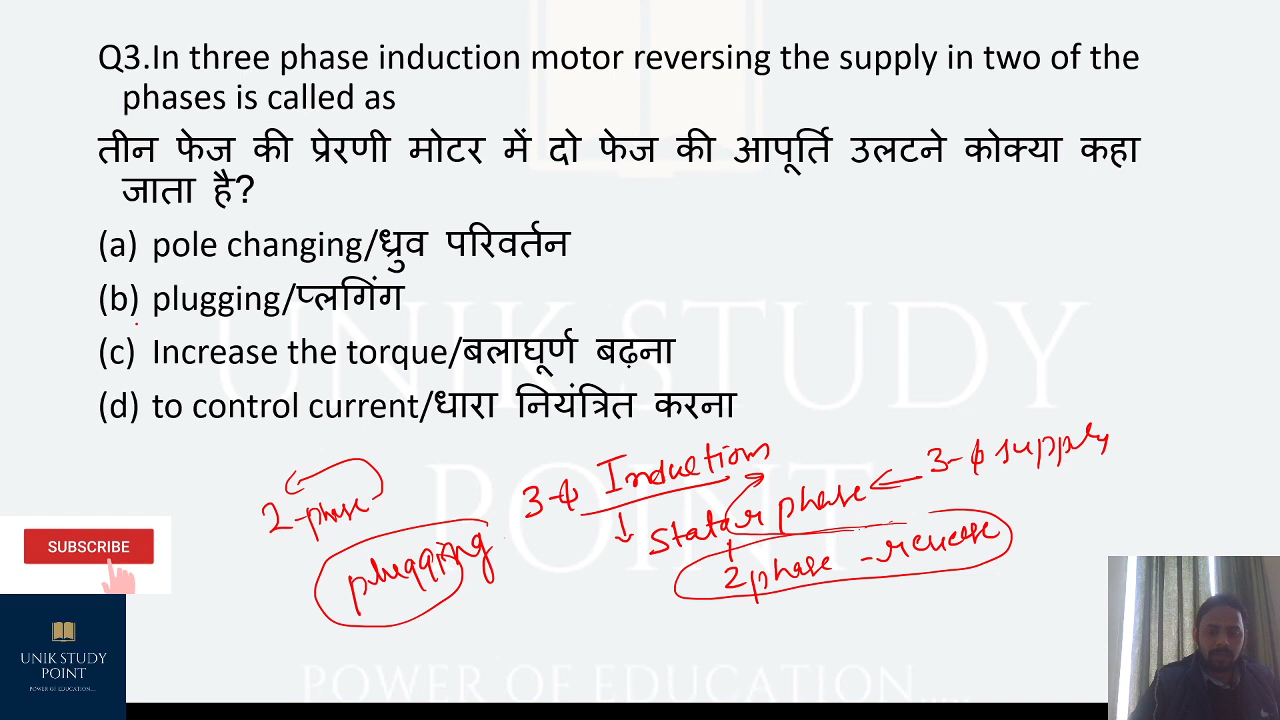 Q3.In three phase induction motor reversing the supply in two of the
phases is called as
तीन फेज की प्रेरणी मोटर में दो फेज की आपूर्ति उलटने कोक्या कहा
जाता है?
(a) pole changing/ध्रुव परिवर्तन
(b) plugging/प्लगिंग
(c) Increase the torque/बलाघूर्ण बढ़ना
(d) to control current/धारा नियंत्रित करना
3-ϕ Induction
3-ϕ supply
2-phase
Stator phase
plugging
2 phase - reverse
SUBSCRIBE
UNIK STUDY
POINT
POWER OF EDUCATION....
UNIK STUDY
POINT
POWER OF EDUCATION....